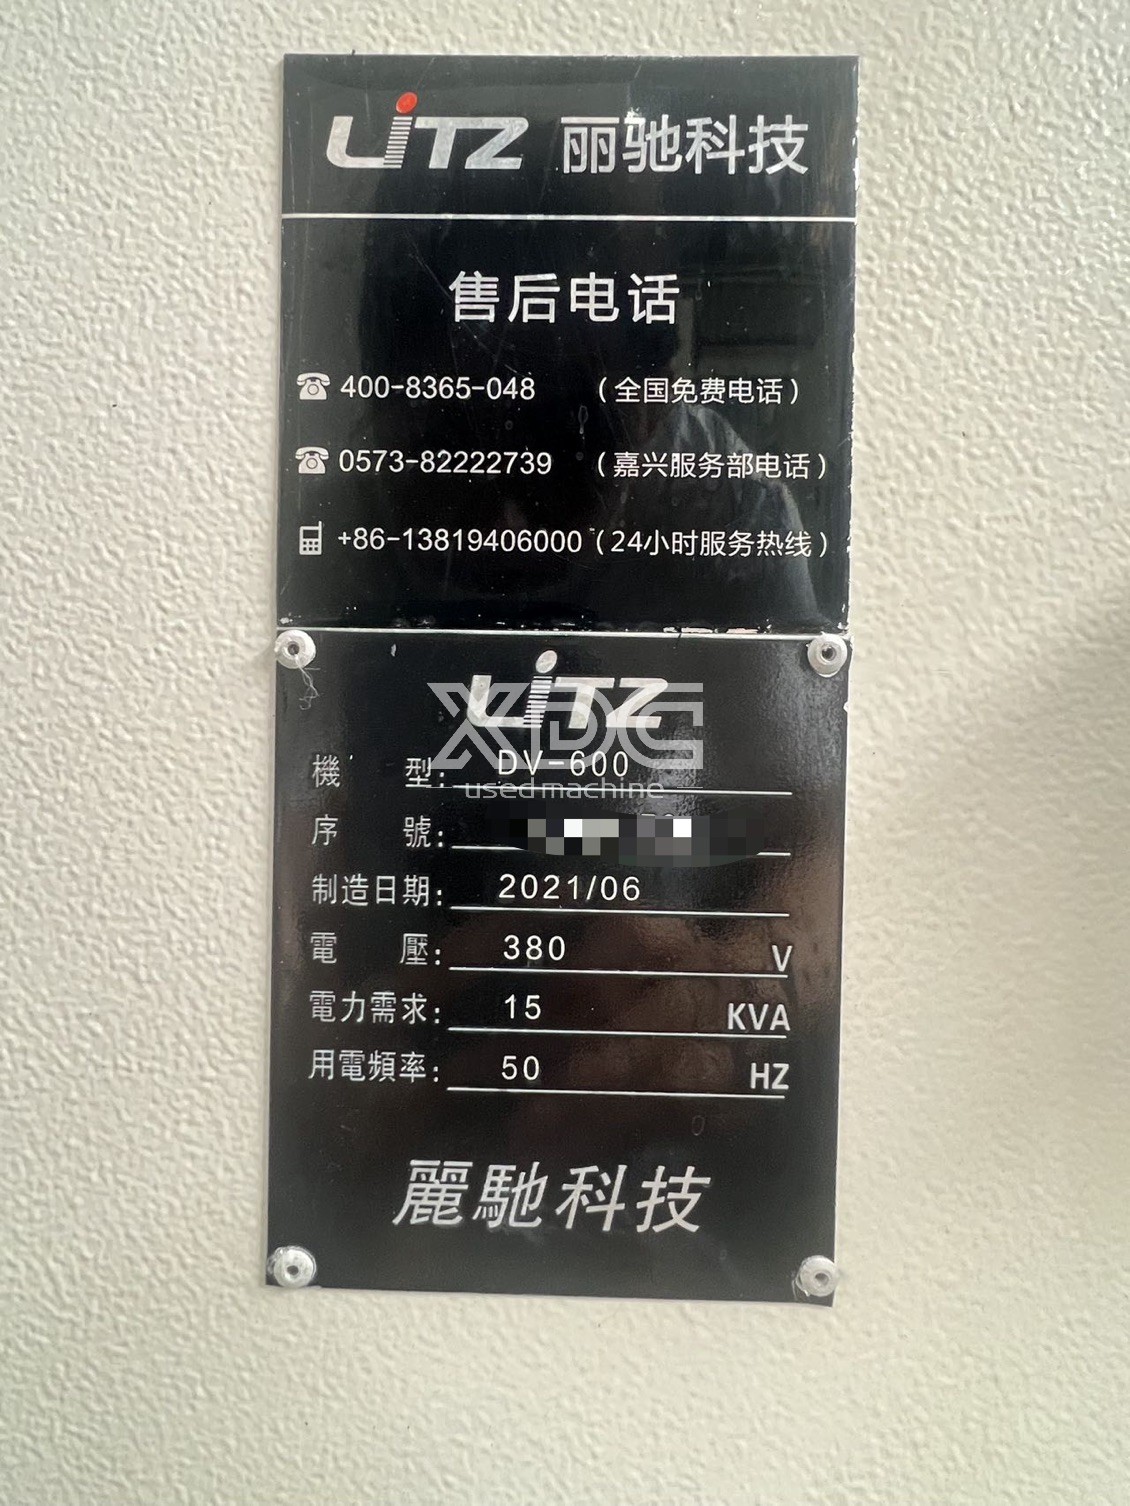 LiTZ 丽驰科技
售后电话
400-8365-048 (全国免费电话)
0573-82222739 (嘉兴服务部电话)
+86-13819406000 (24小时服务热线)
LiTZ
XDG
機 型: DV-600
used machine
序 號:
制造日期: 2021/06
電 壓: 380 V
電力需求: 15 KVA
用電頻率: 50 HZ
麗馳科技